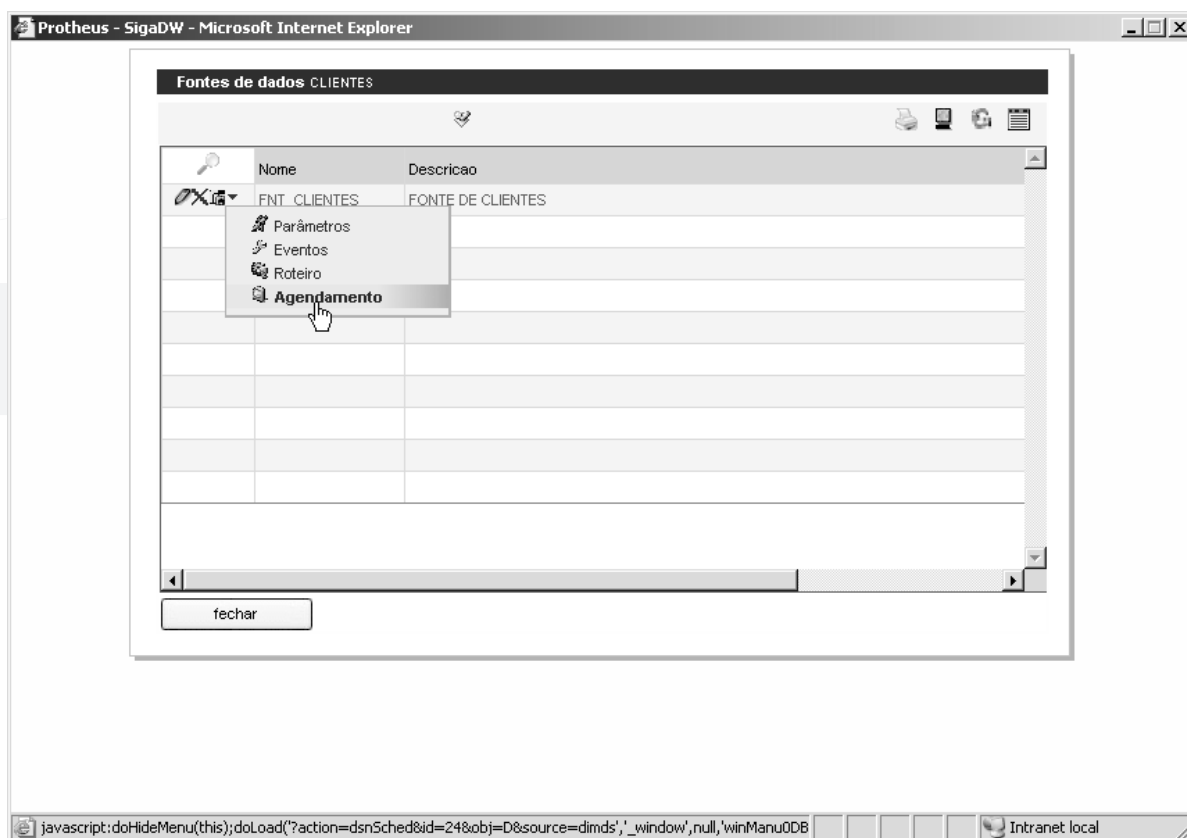 Protheus - SigaDW - Microsoft Internet Explorer
Fontes de dados CLIENTES
Nome Descricao
FNT_CLIENTES FONTE DE CLIENTES
Parâmetros
Eventos
Roteiro
Agendamento
fechar
javascript:doHideMenu(this);doLoad('?action=dsnSched&id=24&obj=D&source=dimds','_window',null,'winManu0DB Intranet local